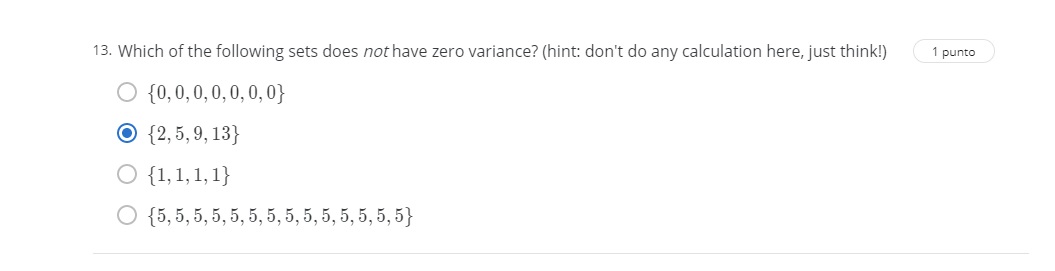 13. Which of the following sets does not have zero variance? (hint: don't do any calculation here, just think!) 1 punto
{0, 0, 0, 0, 0, 0, 0}
{2, 5, 9, 13}
{1, 1, 1, 1}
{5, 5, 5, 5, 5, 5, 5, 5, 5, 5, 5, 5, 5, 5}